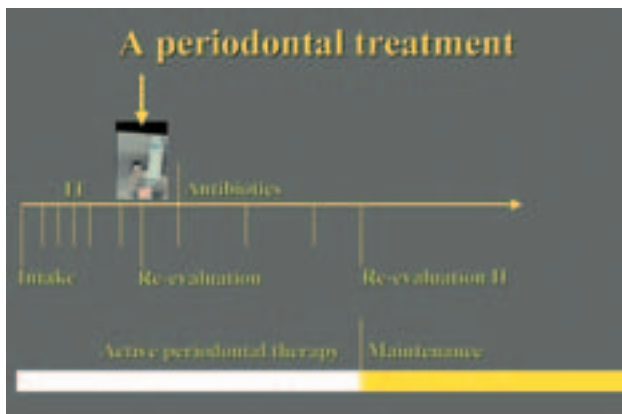 A periodontal treatment
Antibiotics
Intake Re-evaluation Re-evaluation II
Active periodontal therapy Maintenance